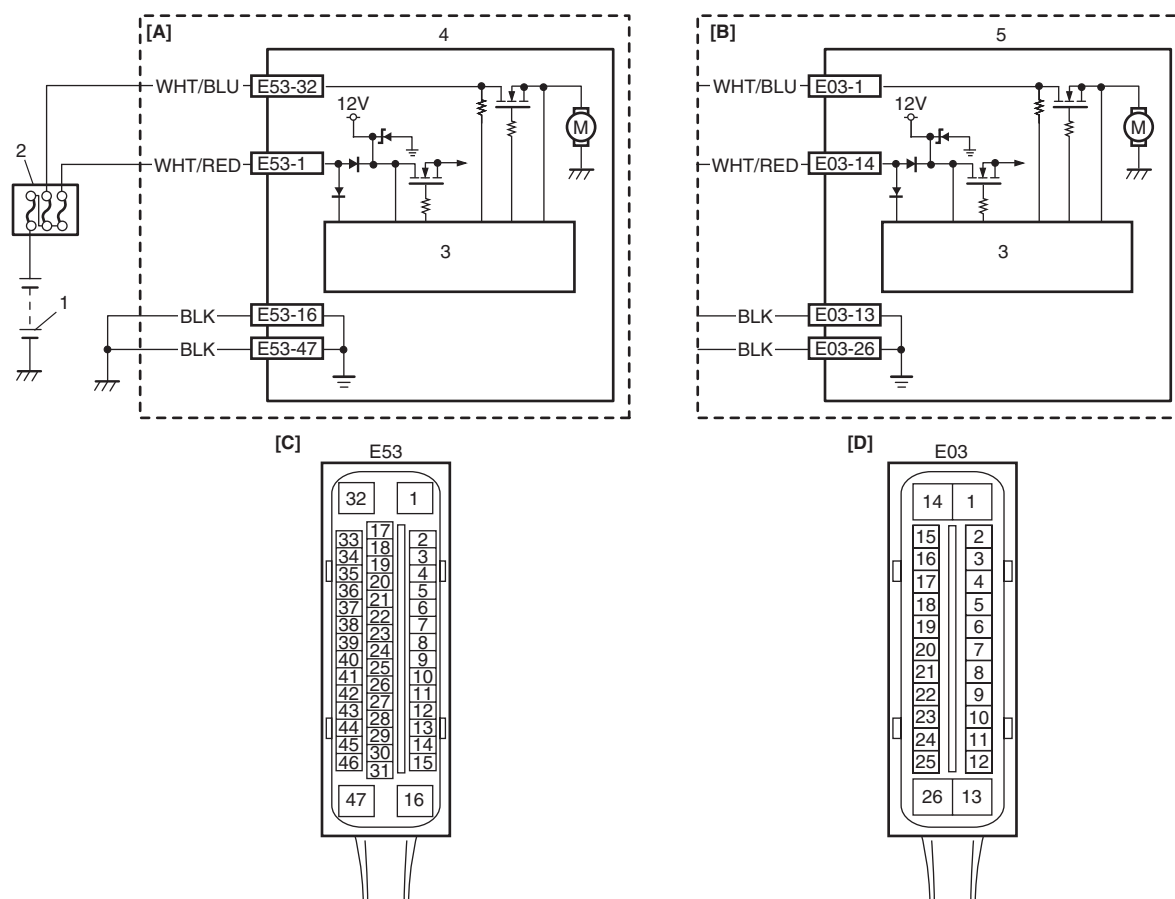 [A]
4
WHT/BLU
E53-32
12V
M
WHT/RED
E53-1
2
3
1
BLK
E53-16
BLK
E53-47
[B]
5
WHT/BLU
E03-1
12V
M
WHT/RED
E03-14
3
BLK
E03-13
BLK
E03-26
[C]
E53
32 1
17
33 2
18
34 3
19
35 4
20
36 5
21
37 6
22
38 7
23
39 8
24
40 9
25
41 10
26
42 11
27
43 12
28
44 13
29
45 14
30
46 15
31
47 16
[D]
E03
14 1
15 2
16 3
17 4
18 5
19 6
20 7
21 8
22 9
23 10
24 11
25 12
26 13